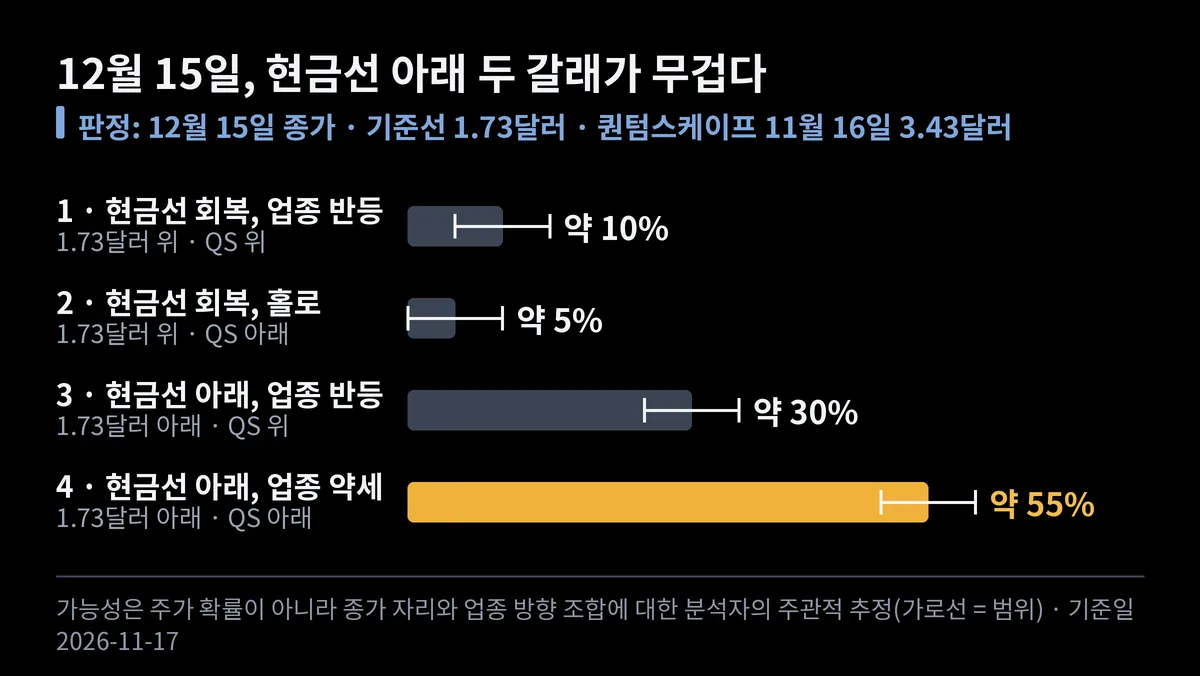 12월 15일, 현금선 아래 두 갈래가 무겁다
판정: 12월 15일 종가 · 기준선 1.73달러 · 퀀텀스케이프 11월 16일 3.43달러
1 · 현금선 회복, 업종 반등
1.73달러 위 · QS 위
약 10%
2 · 현금선 회복, 홀로
1.73달러 위 · QS 아래
약 5%
3 · 현금선 아래, 업종 반등
1.73달러 아래 · QS 위
약 30%
4 · 현금선 아래, 업종 약세
1.73달러 아래 · QS 아래
약 55%
가능성은 주가 확률이 아니라 종가 자리와 업종 방향 조합에 대한 분석자의 주관적 추정(가로선 = 범위) · 기준일
2026-11-17